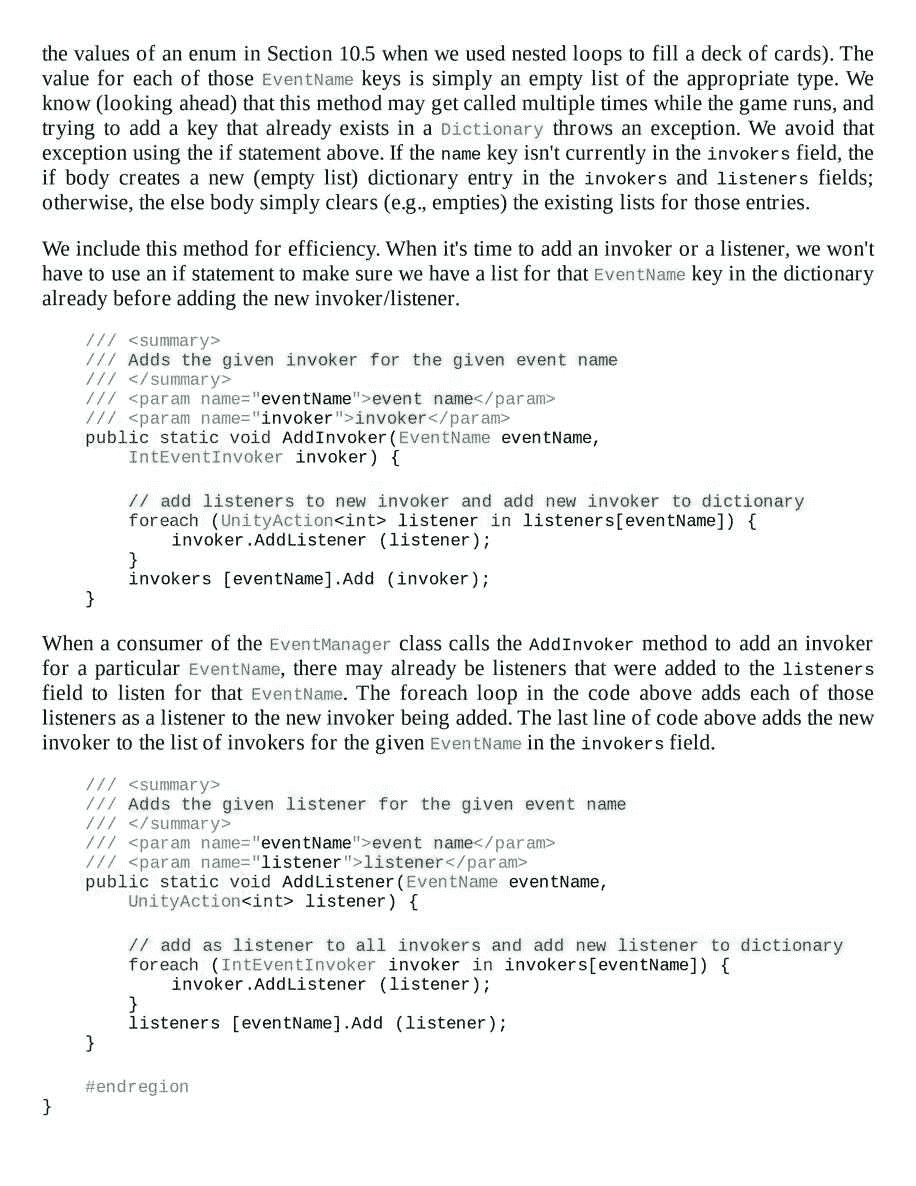 the values of an enum in Section 10.5 when we used nested loops to fill a deck of cards). The
value for each of those EventName keys is simply an empty list of the appropriate type. We
know (looking ahead) that this method may get called multiple times while the game runs, and
trying to add a key that already exists in a Dictionary throws an exception. We avoid that
exception using the if statement above. If the name key isn't currently in the invokers field, the
if body creates a new (empty list) dictionary entry in the invokers and listeners fields;
otherwise, the else body simply clears (e.g., empties) the existing lists for those entries.
We include this method for efficiency. When it's time to add an invoker or a listener, we won't
have to use an if statement to make sure we have a list for that EventName key in the dictionary
already before adding the new invoker/listener.
/// <summary>
/// Adds the given invoker for the given event name
/// </summary>
/// <param name="eventName">event name</param>
/// <param name="invoker">invoker</param>
public static void AddInvoker(EventName eventName,
IntEventInvoker invoker) {
// add listeners to new invoker and add new invoker to dictionary
foreach (UnityAction<int> listener in listeners[eventName]) {
invoker.AddListener (listener);
}
invokers [eventName].Add (invoker);
}
When a consumer of the EventManager class calls the AddInvoker method to add an invoker
for a particular EventName, there may already be listeners that were added to the listeners
field to listen for that EventName. The foreach loop in the code above adds each of those
listeners as a listener to the new invoker being added. The last line of code above adds the new
invoker to the list of invokers for the given EventName in the invokers field.
/// <summary>
/// Adds the given listener for the given event name
/// </summary>
/// <param name="eventName">event name</param>
/// <param name="listener">listener</param>
public static void AddListener(EventName eventName,
UnityAction<int> listener) {
// add as listener to all invokers and add new listener to dictionary
foreach (IntEventInvoker invoker in invokers[eventName]) {
invoker.AddListener (listener);
}
listeners [eventName].Add (listener);
}
#endregion
}